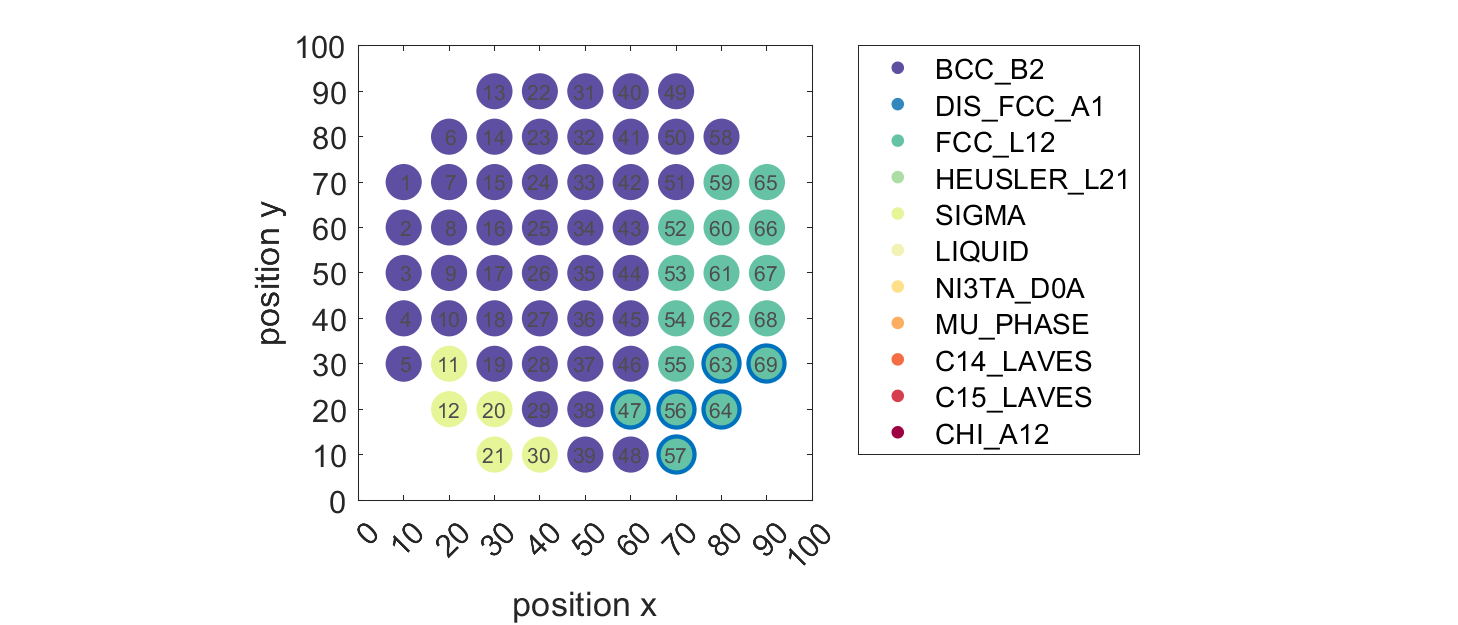 100
90
80
70
60
50
40
30
20
10
0
position y
13 22 31 40 49
6 14 23 32 41 50 58
1 7 15 24 33 42 51 59 65
2 8 16 25 34 43 52 60 66
3 9 17 26 35 44 53 61 67
4 10 18 27 36 45 54 62 68
5 11 19 28 37 46 55 63 69
12 20 29 38 47 56 64
21 30 39 48 57
0 10 20 30 40 50 60 70 80 90 100
position x
BCC_B2
DIS_FCC_A1
FCC_L12
HEUSLER_L21
SIGMA
LIQUID
NI3TA_D0A
MU_PHASE
C14_LAVES
C15_LAVES
CHI_A12